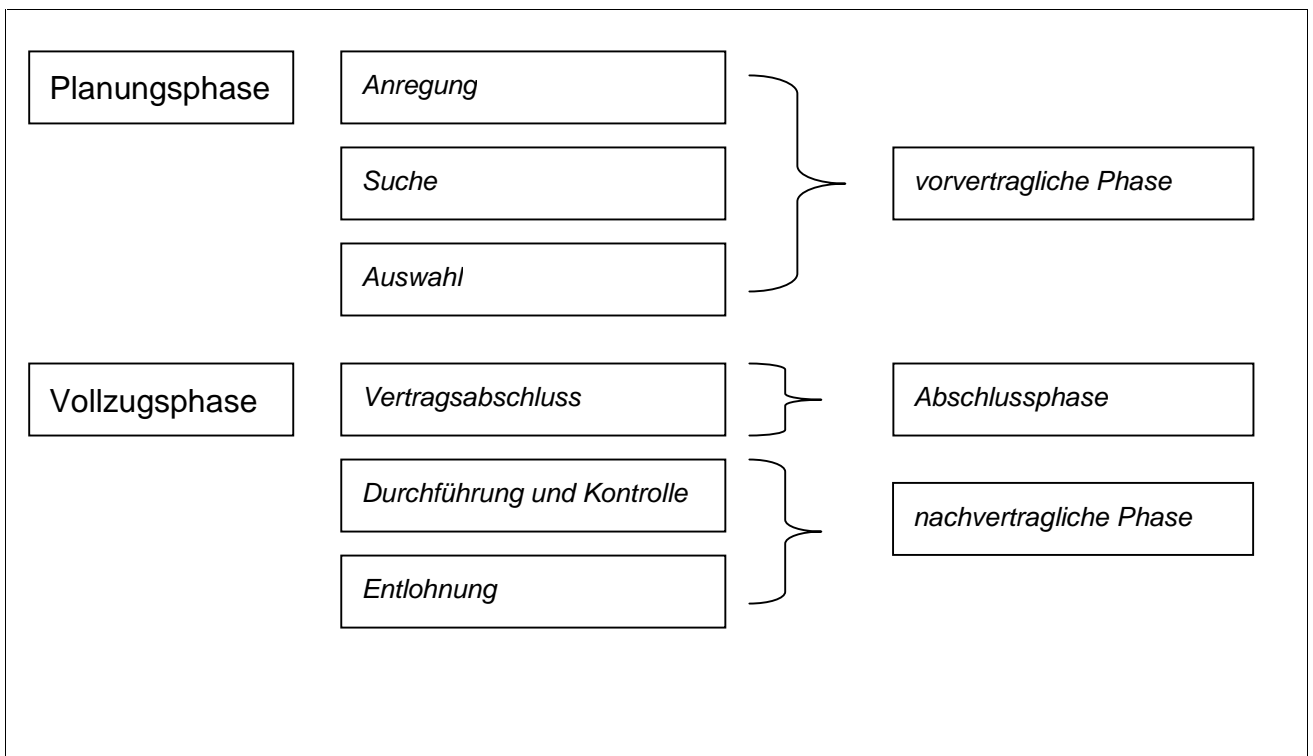 Planungsphase
Anregung
Suche
Auswahl
vorvertragliche Phase
Vollzugsphase
Vertragsabschluss
Abschlussphase
Durchführung und Kontrolle
Entlohnung
nachvertragliche Phase